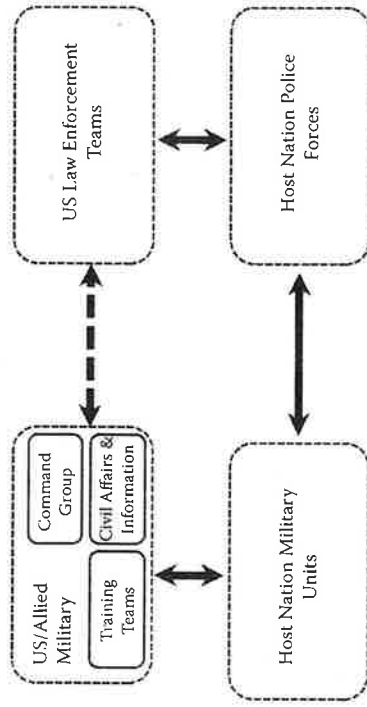 US/Allied
Military
Command
Group
Training
Teams
Civil Affairs &
Information
US Law Enforcement
Teams
Host Nation Military
Units
Host Nation Police
Forces